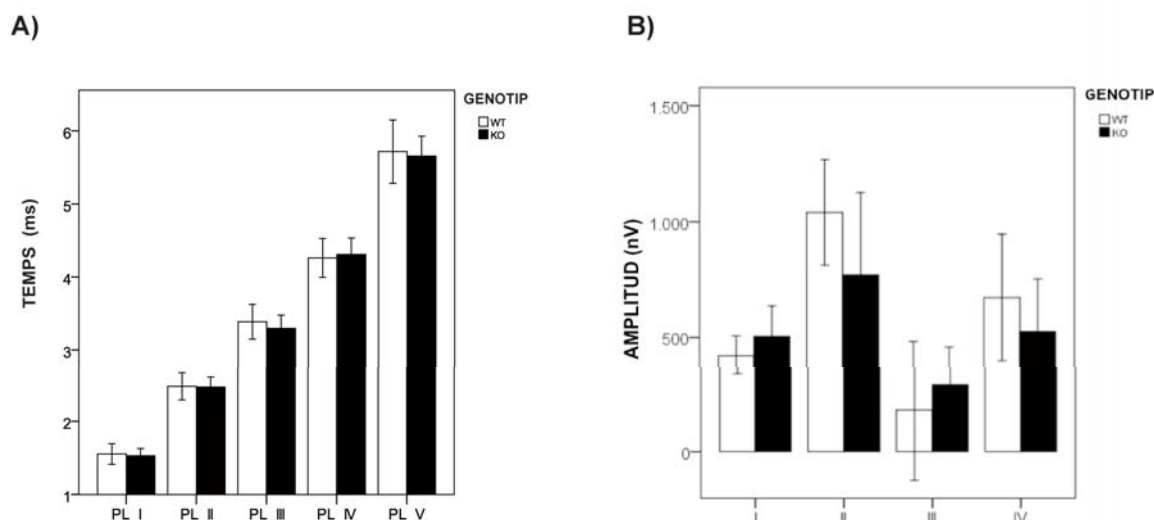 A)
GENOTIP
WT
KO
TEMPS (ms)
6
5
4
3
2
1
PL I
PL II
PL III
PL IV
PL V
B)
GENOTIP
WT
KO
AMPLITUD (nV)
1.500
1.000
500
0
I
II
III
IV